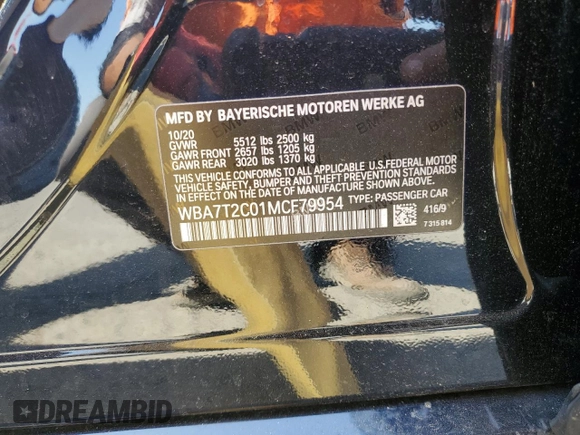 MFD BY BAYERISCHE MOTOREN WERKE AG
10/20
GVWR 5512 lbs 2500 kg
GAWR FRONT 2657 lbs 1205 kg
GAWR REAR 3020 lbs 1370 kg
THIS VEHICLE CONFORMS TO ALL APPLICABLE U.S.FEDERAL MOTOR
VEHICLE SAFETY, BUMPER AND THEFT PREVENTION STANDARDS
IN EFFECT ON THE DATE OF MANUFACTURE SHOWN ABOVE.
WBA7T2C01MCF79954 TYPE: PASSENGER CAR
416/9
7 315 814
DREAMBID